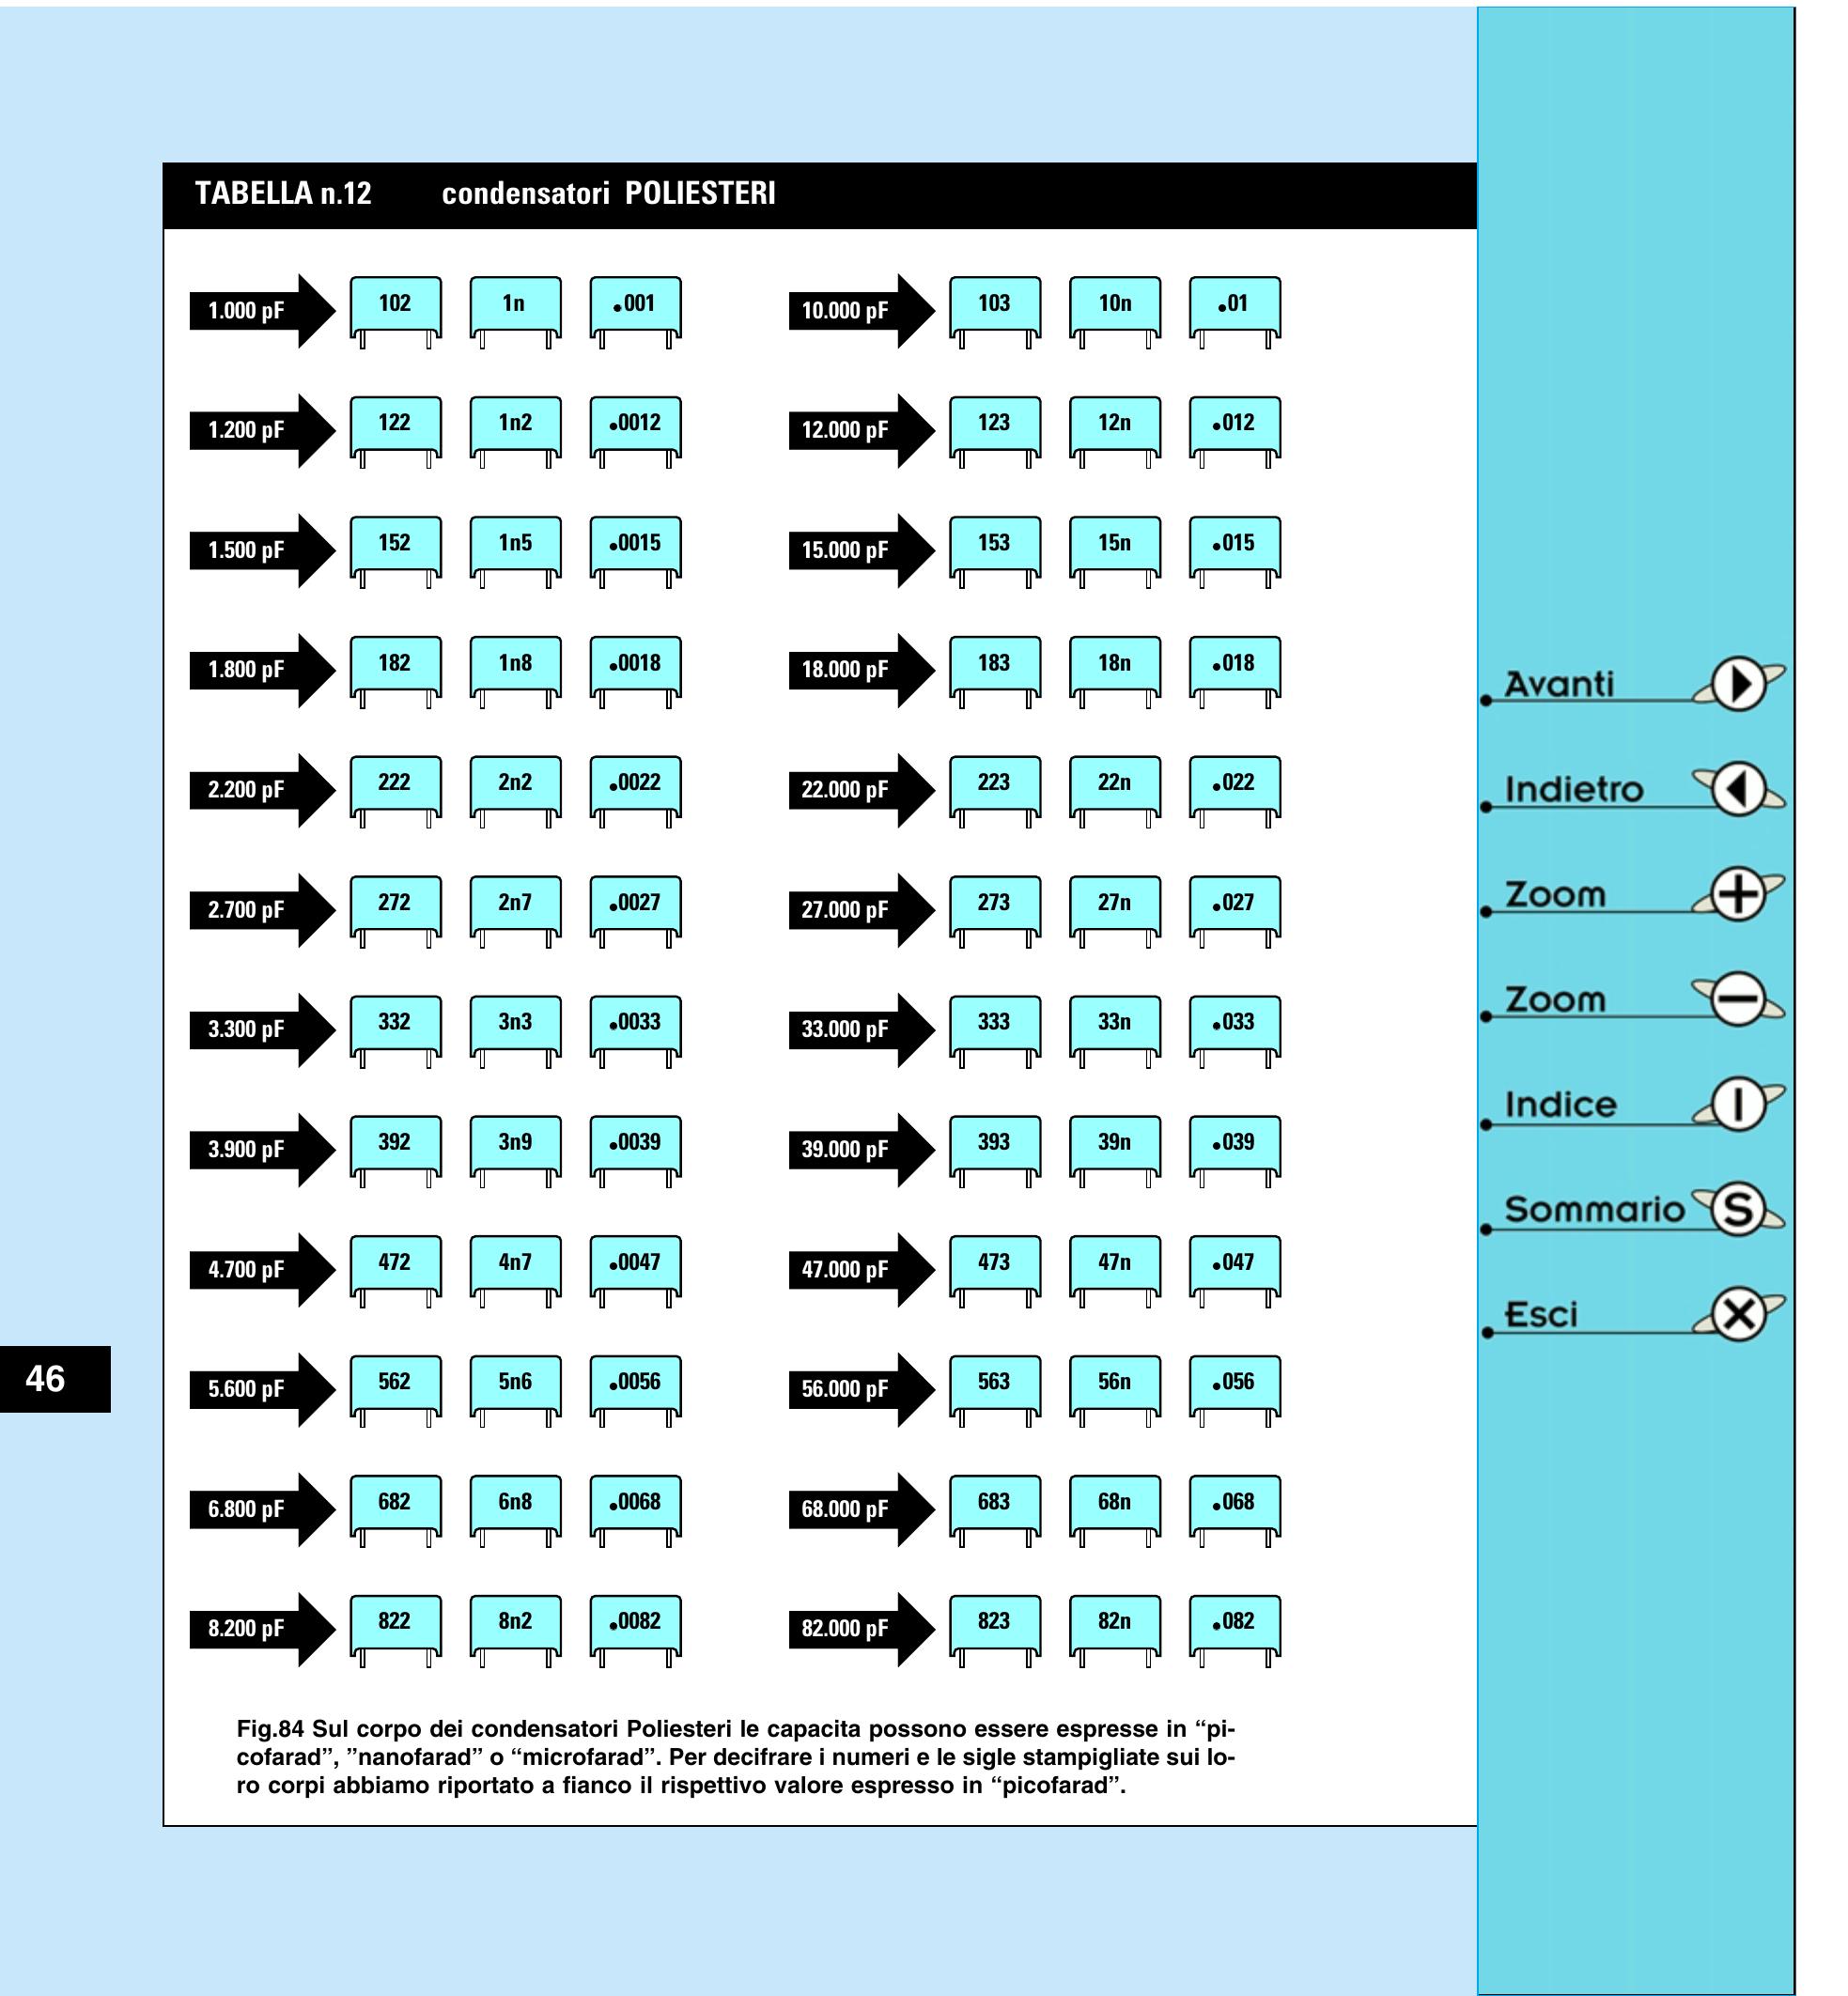 TABELLA n.12 condensatori POLIESTERI
1.000 pF 102 1n .001
1.200 pF 122 1n2 .0012
1.500 pF 152 1n5 .0015
1.800 pF 182 1n8 .0018
2.200 pF 222 2n2 .0022
2.700 pF 272 2n7 .0027
3.300 pF 332 3n3 .0033
3.900 pF 392 3n9 .0039
4.700 pF 472 4n7 .0047
5.600 pF 562 5n6 .0056
6.800 pF 682 6n8 .0068
8.200 pF 822 8n2 .0082
10.000 pF 103 10n .01
12.000 pF 123 12n .012
15.000 pF 153 15n .015
18.000 pF 183 18n .018
22.000 pF 223 22n .022
27.000 pF 273 27n .027
33.000 pF 333 33n .033
39.000 pF 393 39n .039
47.000 pF 473 47n .047
56.000 pF 563 56n .056
68.000 pF 683 68n .068
82.000 pF 823 82n .082
Fig.84 Sul corpo dei condensatori Poliesteri le capacita possono essere espresse in “pi-
cofarad”, ”nanofarad” o “microfarad”. Per decifrare i numeri e le sigle stampigliate sui lo-
ro corpi abbiamo riportato a fianco il rispettivo valore espresso in “picofarad”.
46
Avanti
Indietro
Zoom +
Zoom −
Indice I
Sommario S
Esci X